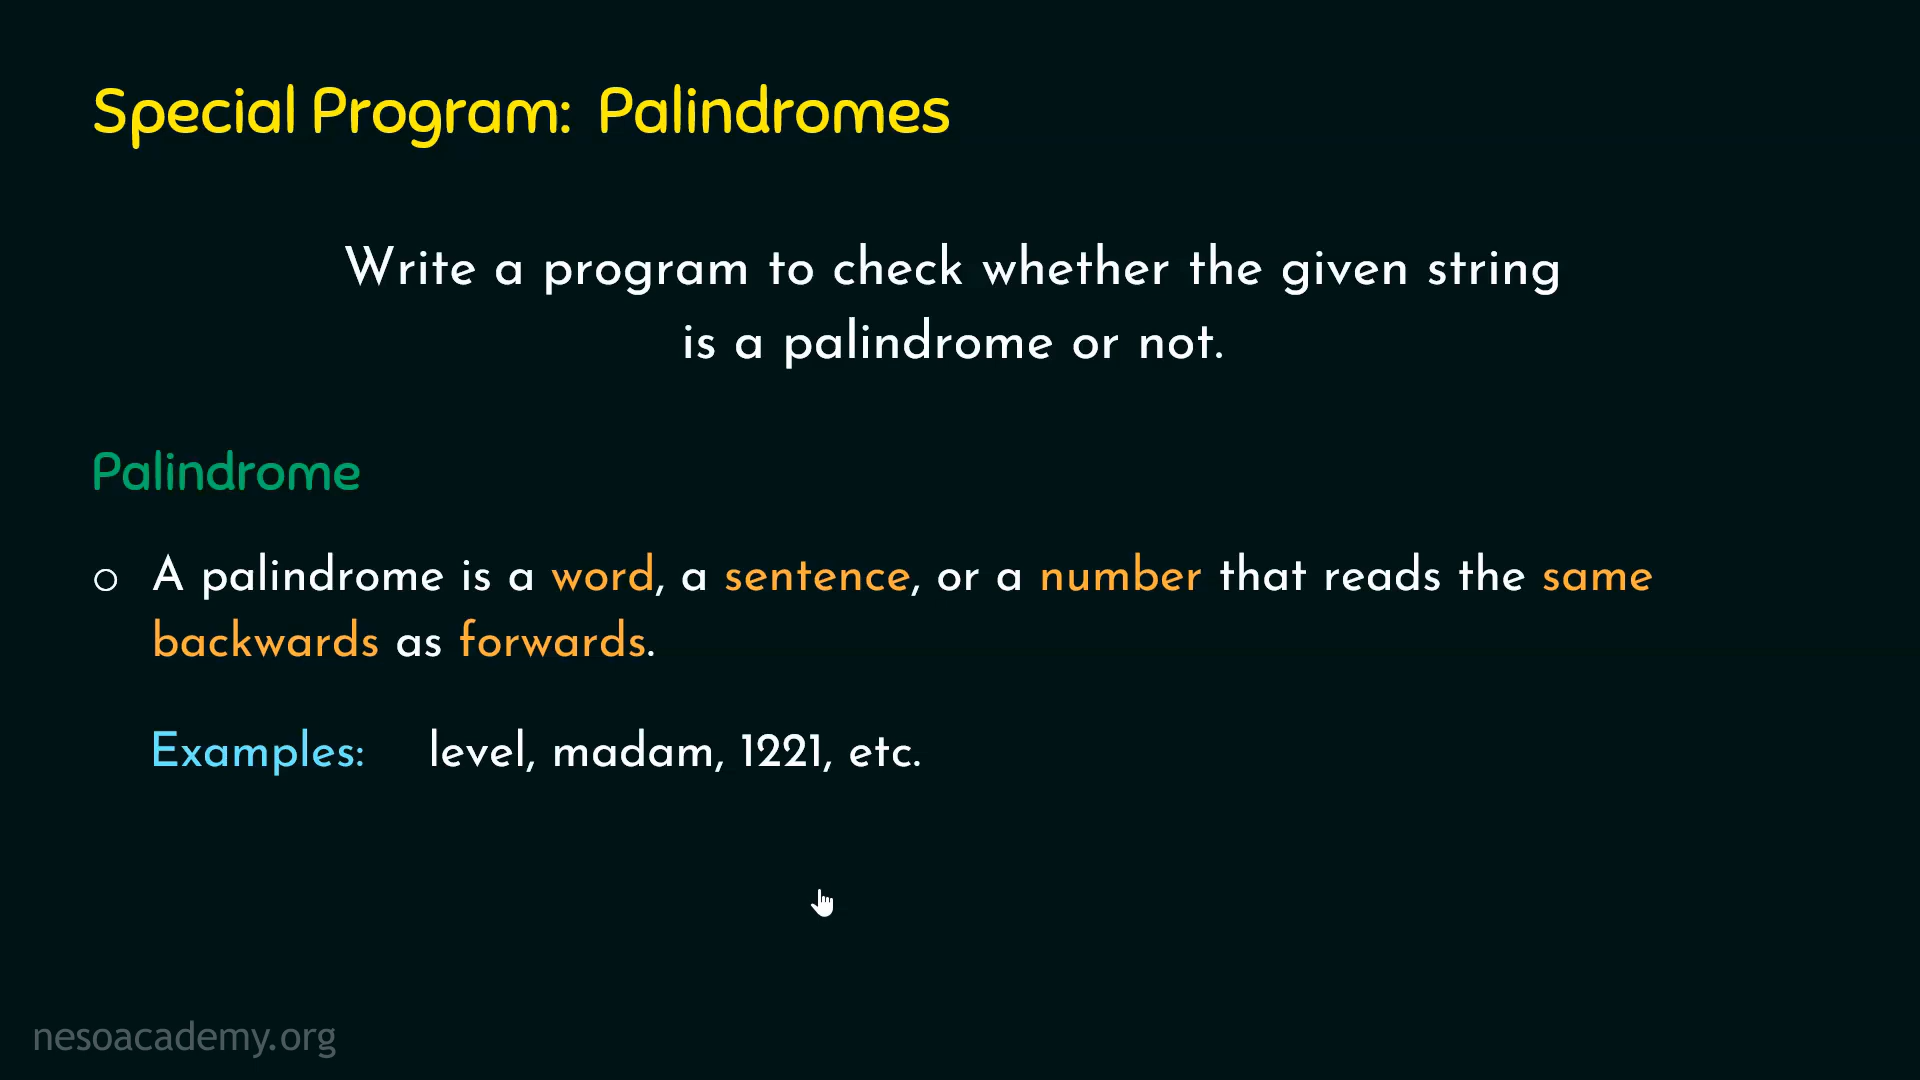 Special Program: Palindromes
Write a program to check whether the given string
is a palindrome or not.
Palindrome
○ A palindrome is a word, a sentence, or a number that reads the same
backwards as forwards.
Examples: level, madam, 1221, etc.
nesoacademy.org